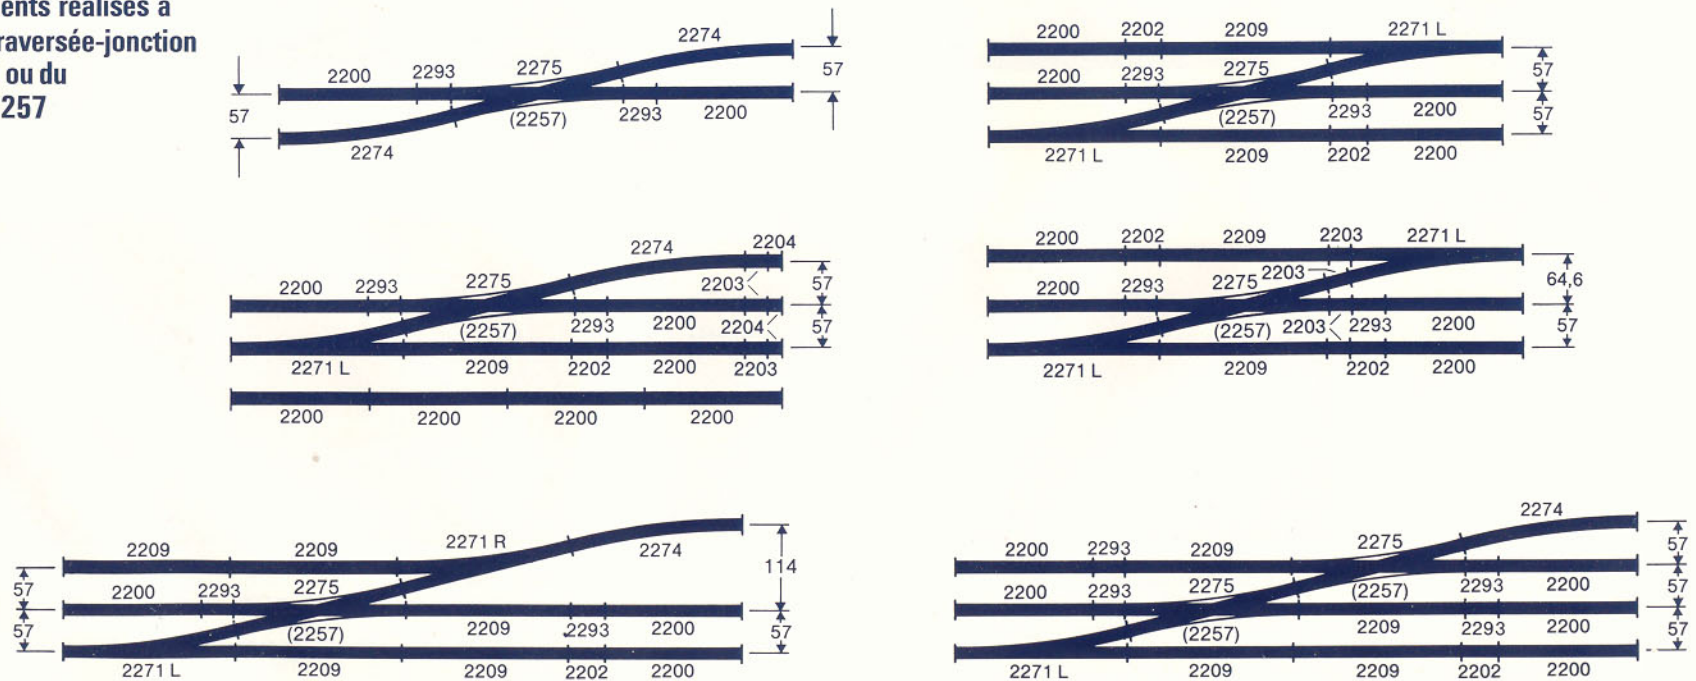 ents réalisés à
raversée-jonction
ou du
257
2274
57
2200 2293 2275
57
(2257) 2293 2200
2274
2200 2202 2209 2271 L
57
2200 2293 2275
(2257) 2293 2200
57
2271 L 2209 2202 2200
2274 2204
2200 2293 2275 2203 57
(2257) 2293 2200 2204 57
2271 L 2209 2202 2200 2203
2200 2200 2200 2200
2200 2202 2209 2203 2271 L
2203 64,6
2200 2293 2275
(2257) 2203 2293 2200 57
2271 L 2209 2202 2200
2209 2209 2271 R 2274
114
57 2200 2293 2275
57 (2257) 2209 2293 2200 57
2271 L 2209 2209 2202 2200
2274
2200 2293 2209 2275 57
2200 2293 2275 (2257) 2293 2200 57
(2257) 2209 2293 2200 57
2271 L 2209 2209 2202 2200